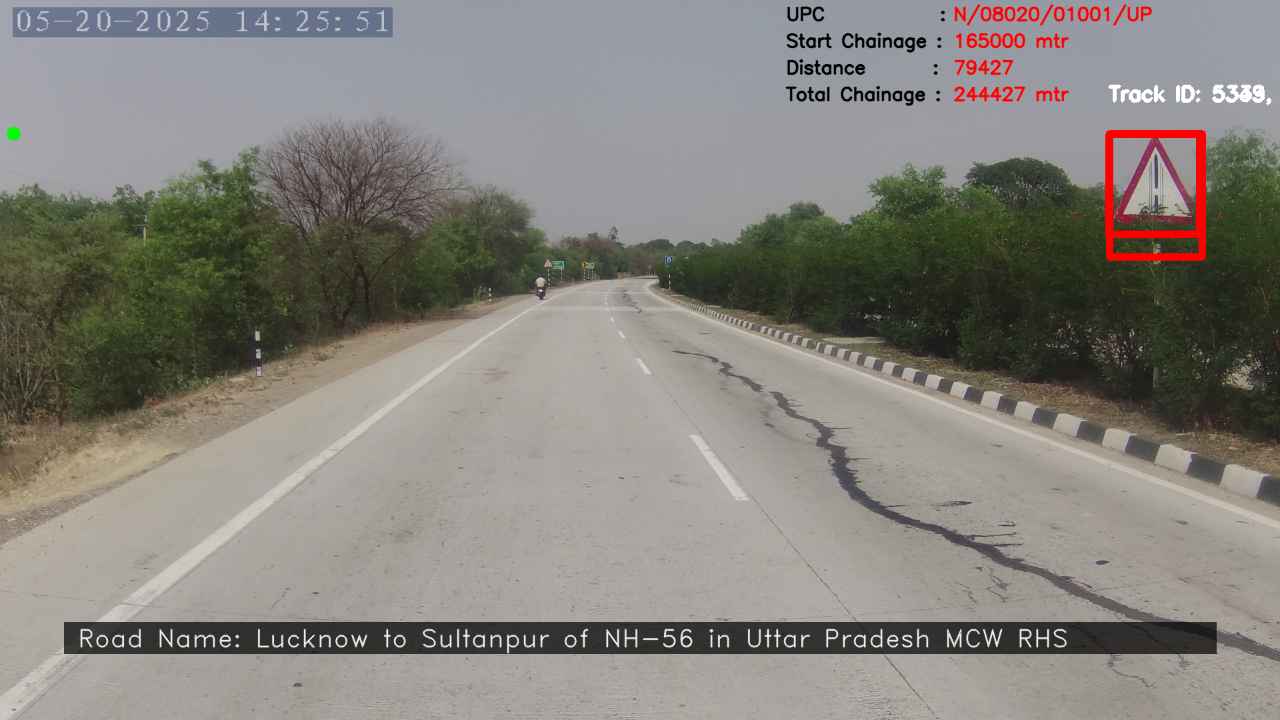 05-20-2025 14:25:51
UPC : N/08020/01001/UP
Start Chainage : 165000 mtr
Distance : 79427
Total Chainage : 244427 mtr
Track ID:
Road Name: Lucknow to Sultanpur of NH-56 in Uttar Pradesh MCW RHS